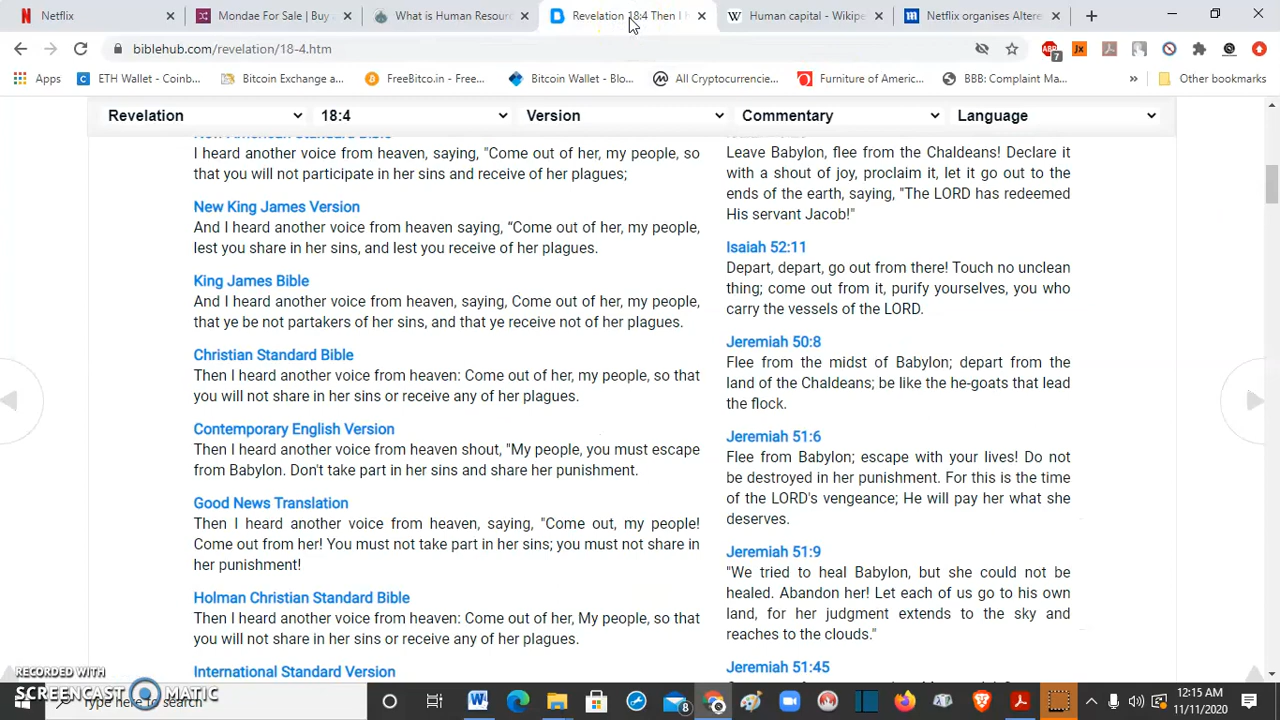 Netflix
Mondae For Sale | Buy
What is Human Resour
Revelation 18:4 Then I
Human capital - Wikipe
Netflix organises Altere
biblehub.com/revelation/18-4.htm
7
Apps
ETH Wallet - Coinb...
Bitcoin Exchange a...
FreeBitco.in - Free...
Bitcoin Wallet - Blo...
All Cryptocurrencie...
Furniture of Americ...
BBB: Complaint Ma...
»
Other bookmarks
Revelation
18:4
Version
Commentary
Language
New American Standard Bible
I heard another voice from heaven, saying, "Come out of her, my people, so
that you will not participate in her sins and receive of her plagues;
New King James Version
And I heard another voice from heaven saying, “Come out of her, my people,
lest you share in her sins, and lest you receive of her plagues.
King James Bible
And I heard another voice from heaven, saying, Come out of her, my people,
that ye be not partakers of her sins, and that ye receive not of her plagues.
Christian Standard Bible
Then I heard another voice from heaven: Come out of her, my people, so that
you will not share in her sins or receive any of her plagues.
Contemporary English Version
Then I heard another voice from heaven shout, "My people, you must escape
from Babylon. Don't take part in her sins and share her punishment.
Good News Translation
Then I heard another voice from heaven, saying, "Come out, my people!
Come out from her! You must not take part in her sins; you must not share in
her punishment!
Holman Christian Standard Bible
Then I heard another voice from heaven: Come out of her, My people, so that
you will not share in her sins or receive any of her plagues.
International Standard Version
Leave Babylon, flee from the Chaldeans! Declare it
with a shout of joy, proclaim it, let it go out to the
ends of the earth, saying, "The LORD has redeemed
His servant Jacob!"
Isaiah 52:11
Depart, depart, go out from there! Touch no unclean
thing; come out from it, purify yourselves, you who
carry the vessels of the LORD.
Jeremiah 50:8
Flee from the midst of Babylon; depart from the
land of the Chaldeans; be like the he-goats that lead
the flock.
Jeremiah 51:6
Flee from Babylon; escape with your lives! Do not
be destroyed in her punishment. For this is the time
of the LORD's vengeance; He will pay her what she
deserves.
Jeremiah 51:9
"We tried to heal Babylon, but she could not be
healed. Abandon her! Let each of us go to his own
land, for her judgment extends to the sky and
reaches to the clouds."
Jeremiah 51:45
RECORDED WITH
SCREENCAST MATIC
Type here to search
8
12:15 AM
11/11/2020